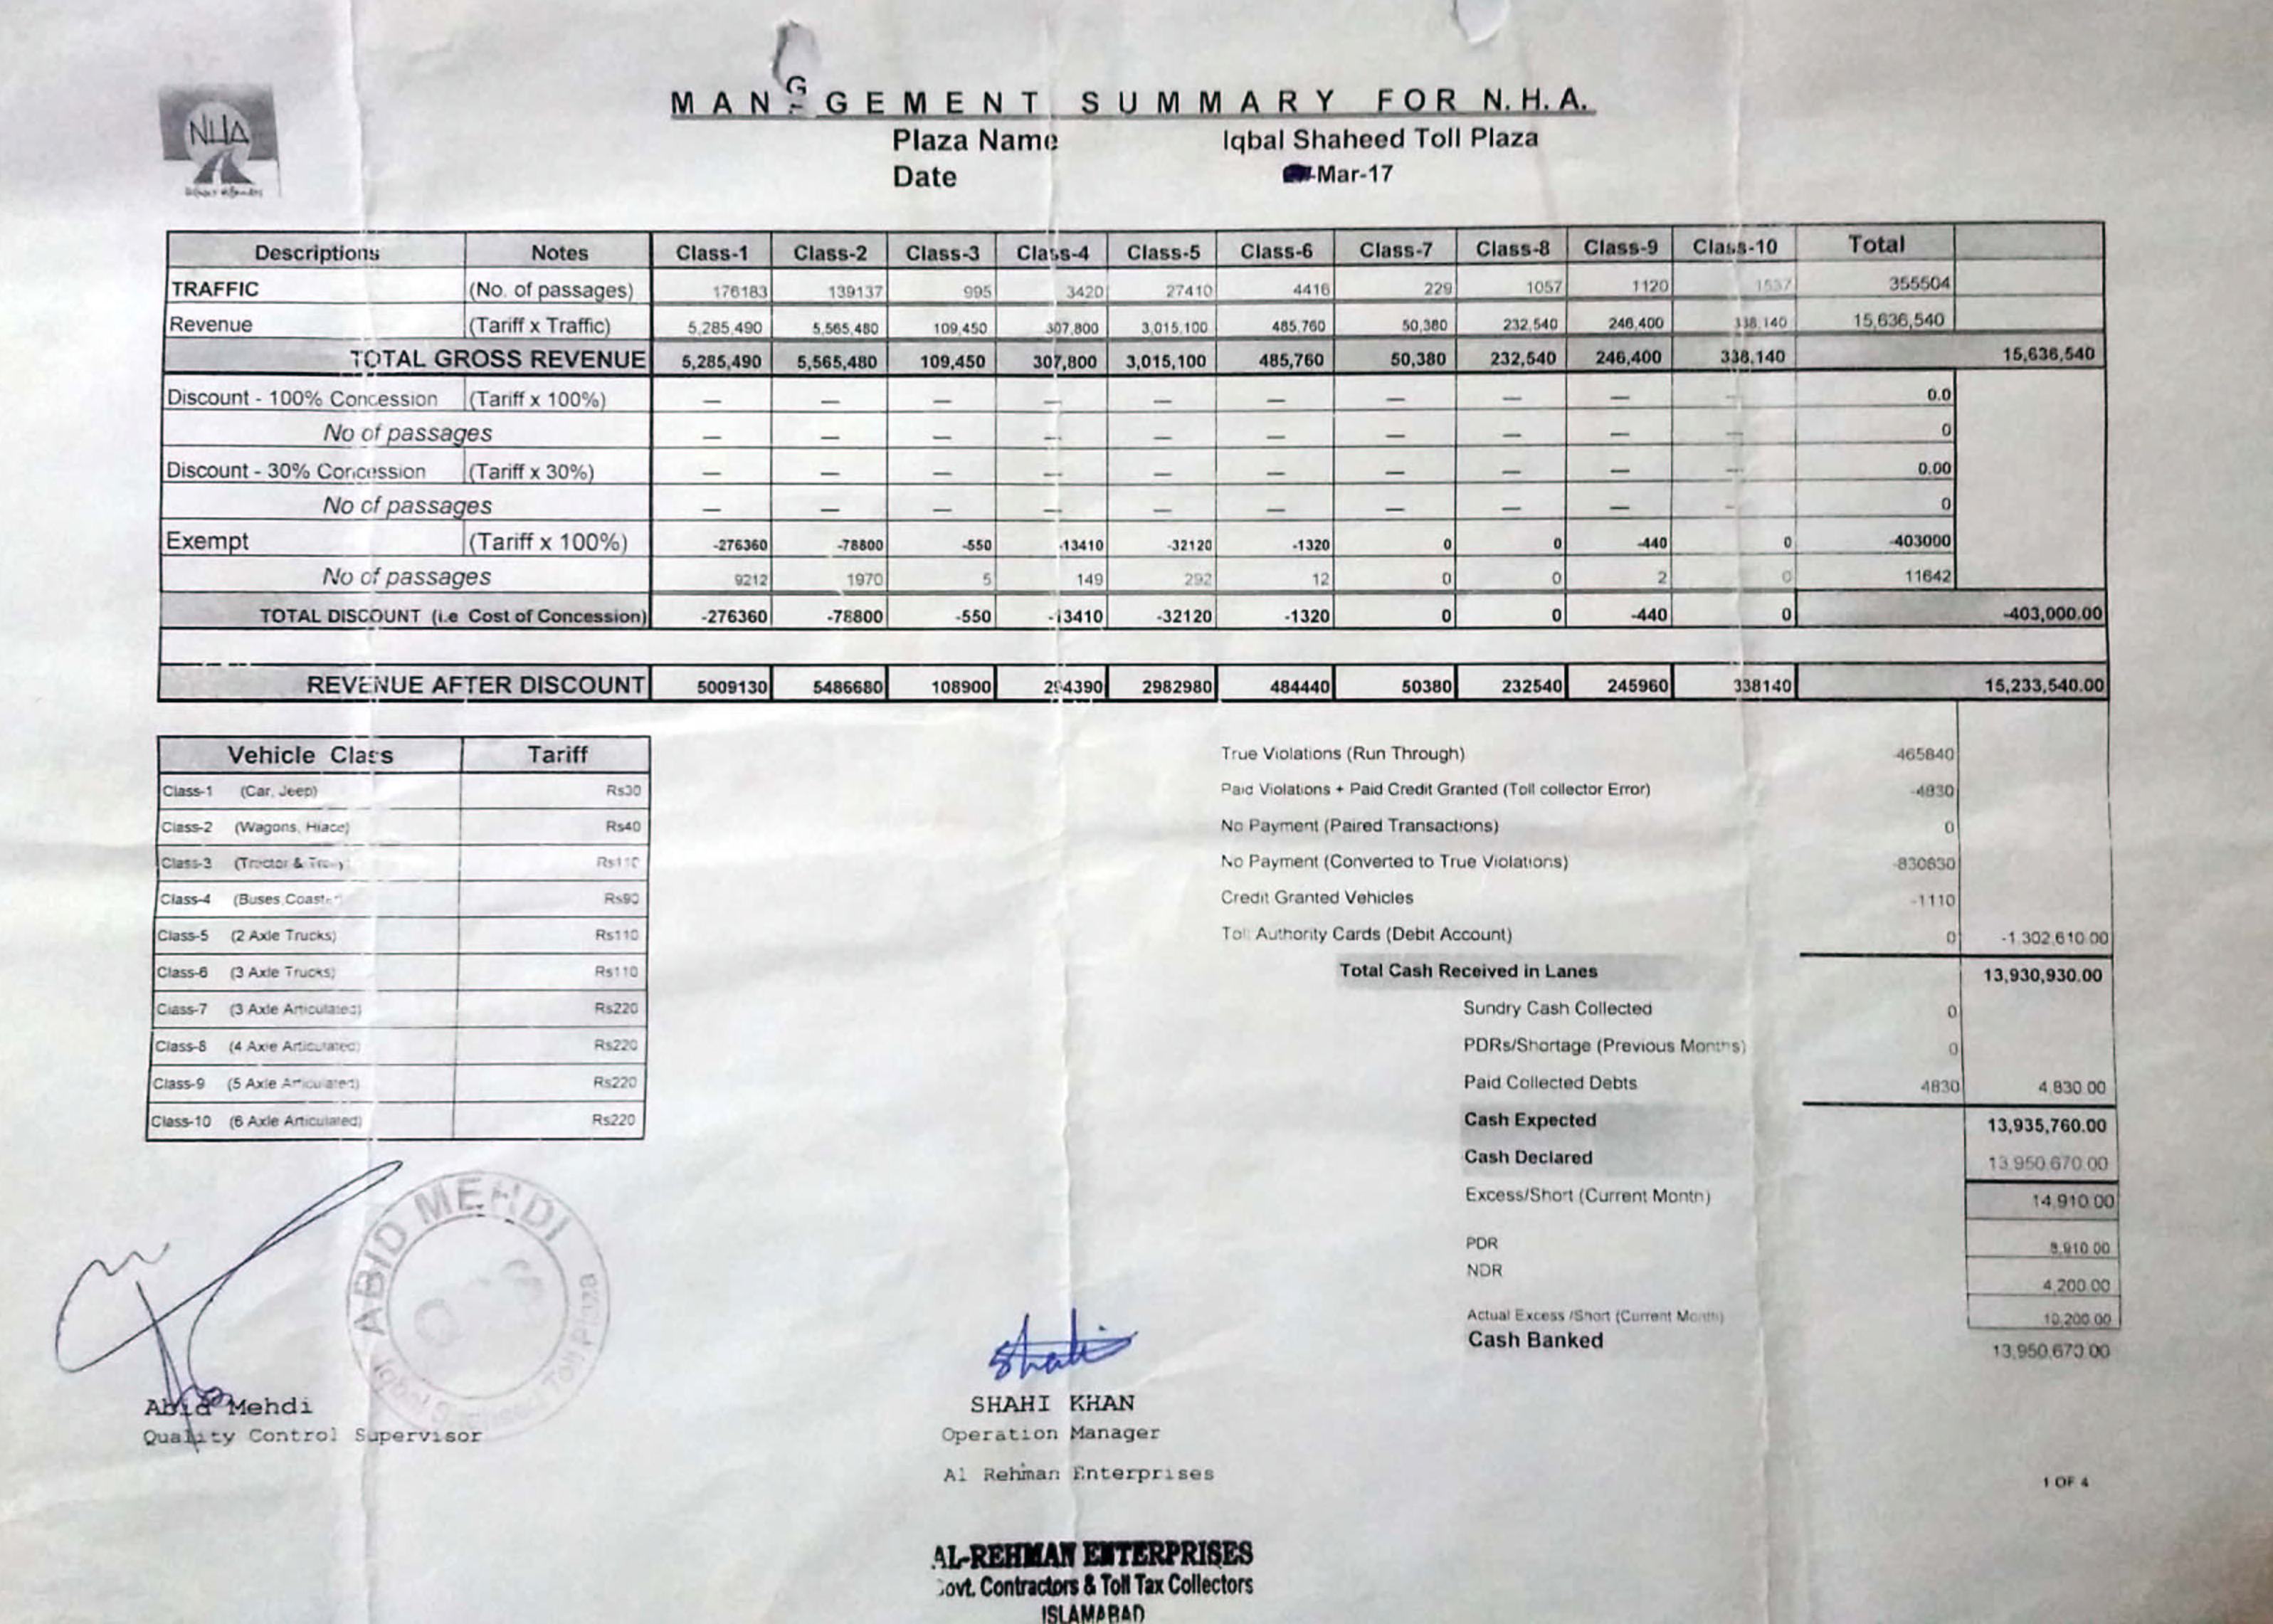 NHA
MANGGEMENT SUMMARY FOR N.H.A.
Plaza Name Iqbal Shaheed Toll Plaza
Date -Mar-17
Descriptions Notes Class-1 Class-2 Class-3 Class-4 Class-5 Class-6 Class-7 Class-8 Class-9 Class-10 Total
TRAFFIC (No. of passages) 176183 139137 995 3420 27410 4416 229 1057 1120 1537 355504
Revenue (Tariff x Traffic) 5,285,490 5,565,480 109,450 307,800 3,015,100 485,760 50,380 232,540 246,400 338,140 15,636,540
TOTAL GROSS REVENUE 5,285,490 5,565,480 109,450 307,800 3,015,100 485,760 50,380 232,540 246,400 338,140 15,636,540
Discount - 100% Concession (Tariff x 100%) — — — — — — — — — — 0.0
No of passages — — — — — — — — — — 0
Discount - 30% Concession (Tariff x 30%) — — — — — — — — — — 0.00
No of passages — — — — — — — — — — 0
Exempt (Tariff x 100%) -276360 -78800 -550 -13410 -32120 -1320 0 0 -440 0 -403000
No of passages 9212 1970 5 149 292 12 0 0 2 0 11642
TOTAL DISCOUNT (i.e Cost of Concession) -276360 -78800 -550 -13410 -32120 -1320 0 0 -440 0 -403,000.00
REVENUE AFTER DISCOUNT 5009130 5486680 108900 294390 2982980 484440 50380 232540 245960 338140 15,233,540.00
Vehicle Class Tariff
Class-1 (Car, Jeep) Rs30
Class-2 (Wagons, Hiace) Rs40
Class-3 (Tractor & Rs110
Class-4 (Buses,Coaster) Rs90
Class-5 (2 Axle Trucks) Rs110
Class-6 (3 Axle Trucks) Rs110
Class-7 (3 Axle Articulated) Rs220
Class-8 (4 Axle Articulated) Rs220
Class-9 (5 Axle Articulated) Rs220
Class-10 (6 Axle Articulated) Rs220
True Violations (Run Through) -465840
Paid Violations + Paid Credit Granted (Toll collector Error) -4830
No Payment (Paired Transactions) 0
No Payment (Converted to True Violations) -830830
Credit Granted Vehicles -1110
Toll Authority Cards (Debit Account) 0 -1,302,610.00
Total Cash Received in Lanes 13,930,930.00
Sundry Cash Collected 0
PDRs/Shortage (Previous Months) 0
Paid Collected Debts 4830 4,830.00
Cash Expected 13,935,760.00
Cash Declared 13,950,670.00
Excess/Short (Current Month) 14,910.00
PDR 8,910.00
NDR 4,200.00
Actual Excess /Short (Current Month) 10,200.00
Cash Banked 13,950,670.00
ABID MEHDI
Iqbal Shaheed Toll Plaza
Abid Mehdi
Quality Control Supervisor
Shahi
SHAHI KHAN
Operation Manager
Al Rehman Enterprises
1 OF 4
AL-REHMAN ENTERPRISES
Govt. Contractors & Toll Tax Collectors
ISLAMABAD